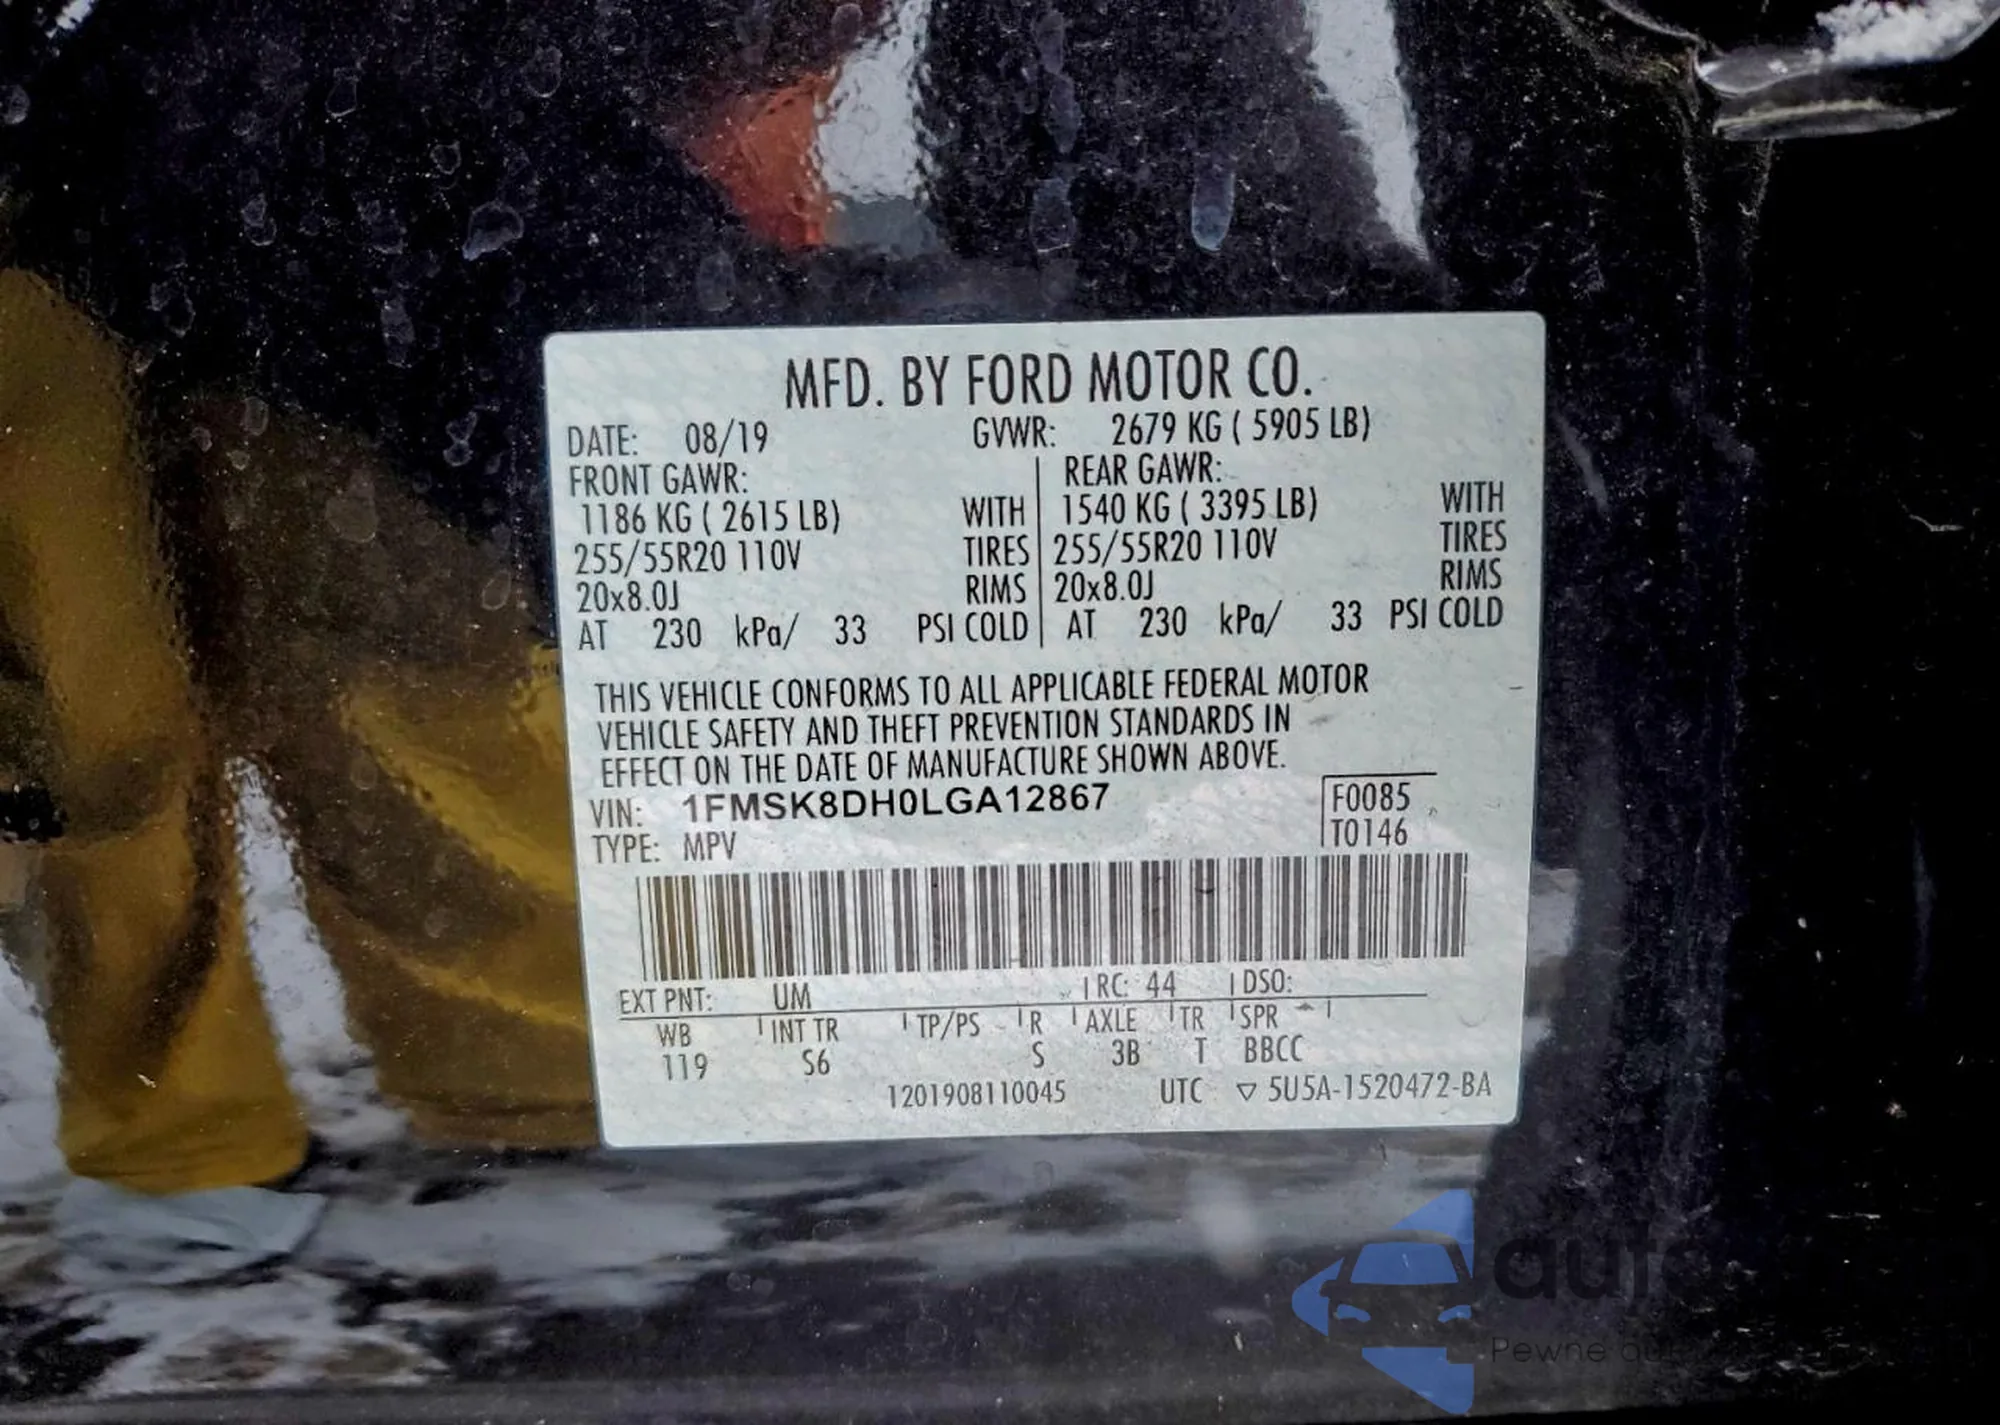 MFD. BY FORD MOTOR CO.
DATE: 08/19 GVWR: 2679 KG ( 5905 LB)
FRONT GAWR: REAR GAWR:
1186 KG ( 2615 LB) WITH 1540 KG ( 3395 LB) WITH
255/55R20 110V TIRES 255/55R20 110V TIRES
20x8.0J RIMS 20x8.0J RIMS
AT 230 kPa/ 33 PSI COLD AT 230 kPa/ 33 PSI COLD
THIS VEHICLE CONFORMS TO ALL APPLICABLE FEDERAL MOTOR
VEHICLE SAFETY AND THEFT PREVENTION STANDARDS IN
EFFECT ON THE DATE OF MANUFACTURE SHOWN ABOVE.
VIN: 1FMSK8DH0LGA12867 F0085
TYPE: MPV T0146
EXT PNT: UM RC: 44 DSO:
WB INT TR TP/PS R AXLE TR SPR
119 S6 S 3B T BBCC
1201908110045 UTC ▽ 5U5A-1520472-BA
Pewne